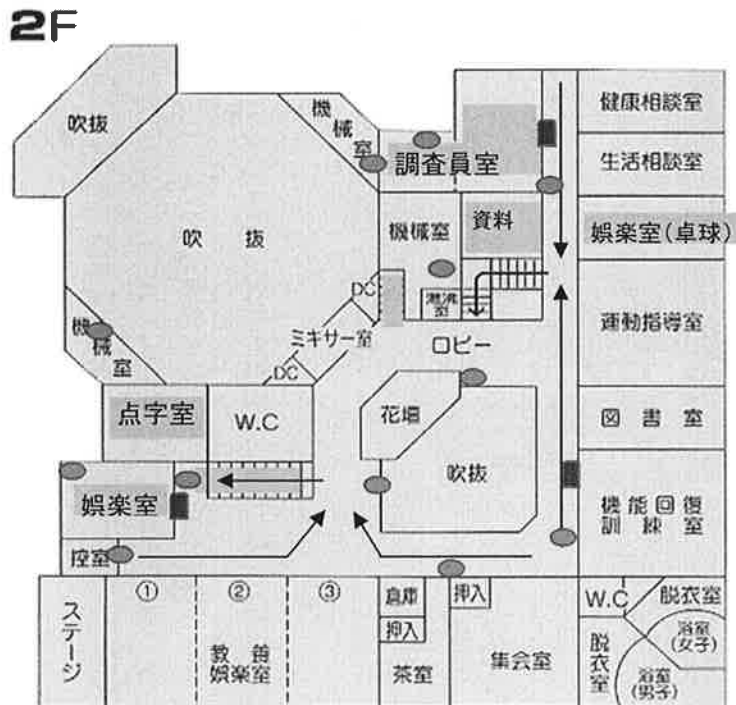 2F
吹抜
機械室
健康相談室
調査員室
生活相談室
吹 抜
機械室
資料
娯楽室(卓球)
DC
湯沸室
運動指導室
ミキサー室
ロビー
機械室
DC
点字室
W.C
花壇
図書室
吹抜
娯楽室
機能回復
訓練室
控室
ステージ
①
②
③
倉庫
押入
押入
W.C
脱衣室
教養
娯楽室
茶室
集会室
脱衣室
浴室
(女子)
浴室
(男子)